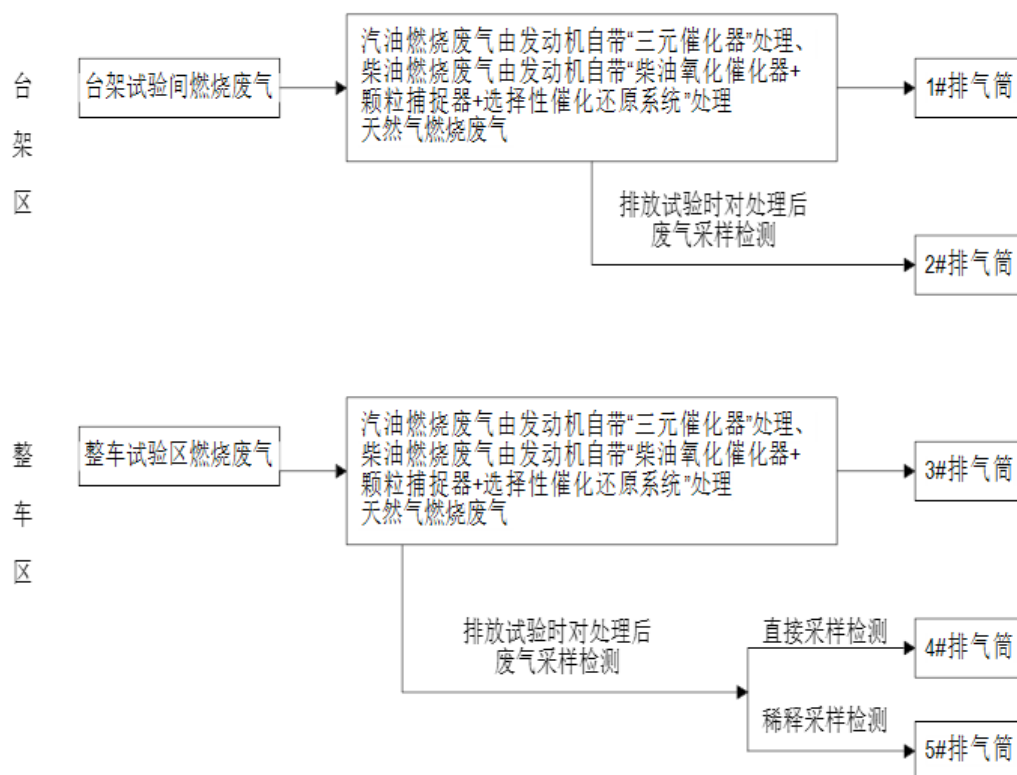 台架区
台架试验间燃烧废气
汽油燃烧废气由发动机自带“三元催化器”处理、
柴油燃烧废气由发动机自带“柴油氧化催化器+
颗粒捕捉器+选择性催化还原系统”处理
天然气燃烧废气
1#排气筒
排放试验时对处理后
废气采样检测
2#排气筒
整车区
整车试验区燃烧废气
汽油燃烧废气由发动机自带“三元催化器”处理、
柴油燃烧废气由发动机自带“柴油氧化催化器+
颗粒捕捉器+选择性催化还原系统”处理
天然气燃烧废气
3#排气筒
排放试验时对处理后
废气采样检测
直接采样检测
4#排气筒
稀释采样检测
5#排气筒